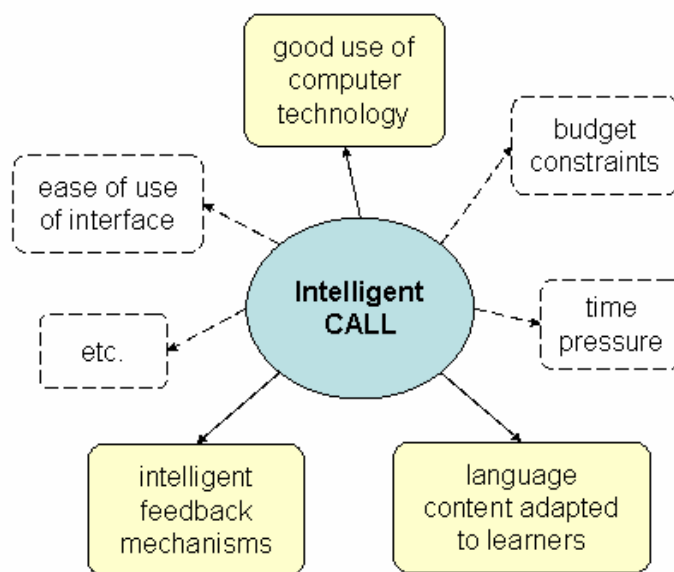 good use of
computer
technology
budget
constraints
ease of use
of interface
Intelligent
CALL
time
pressure
etc.
intelligent
feedback
mechanisms
language
content adapted
to learners